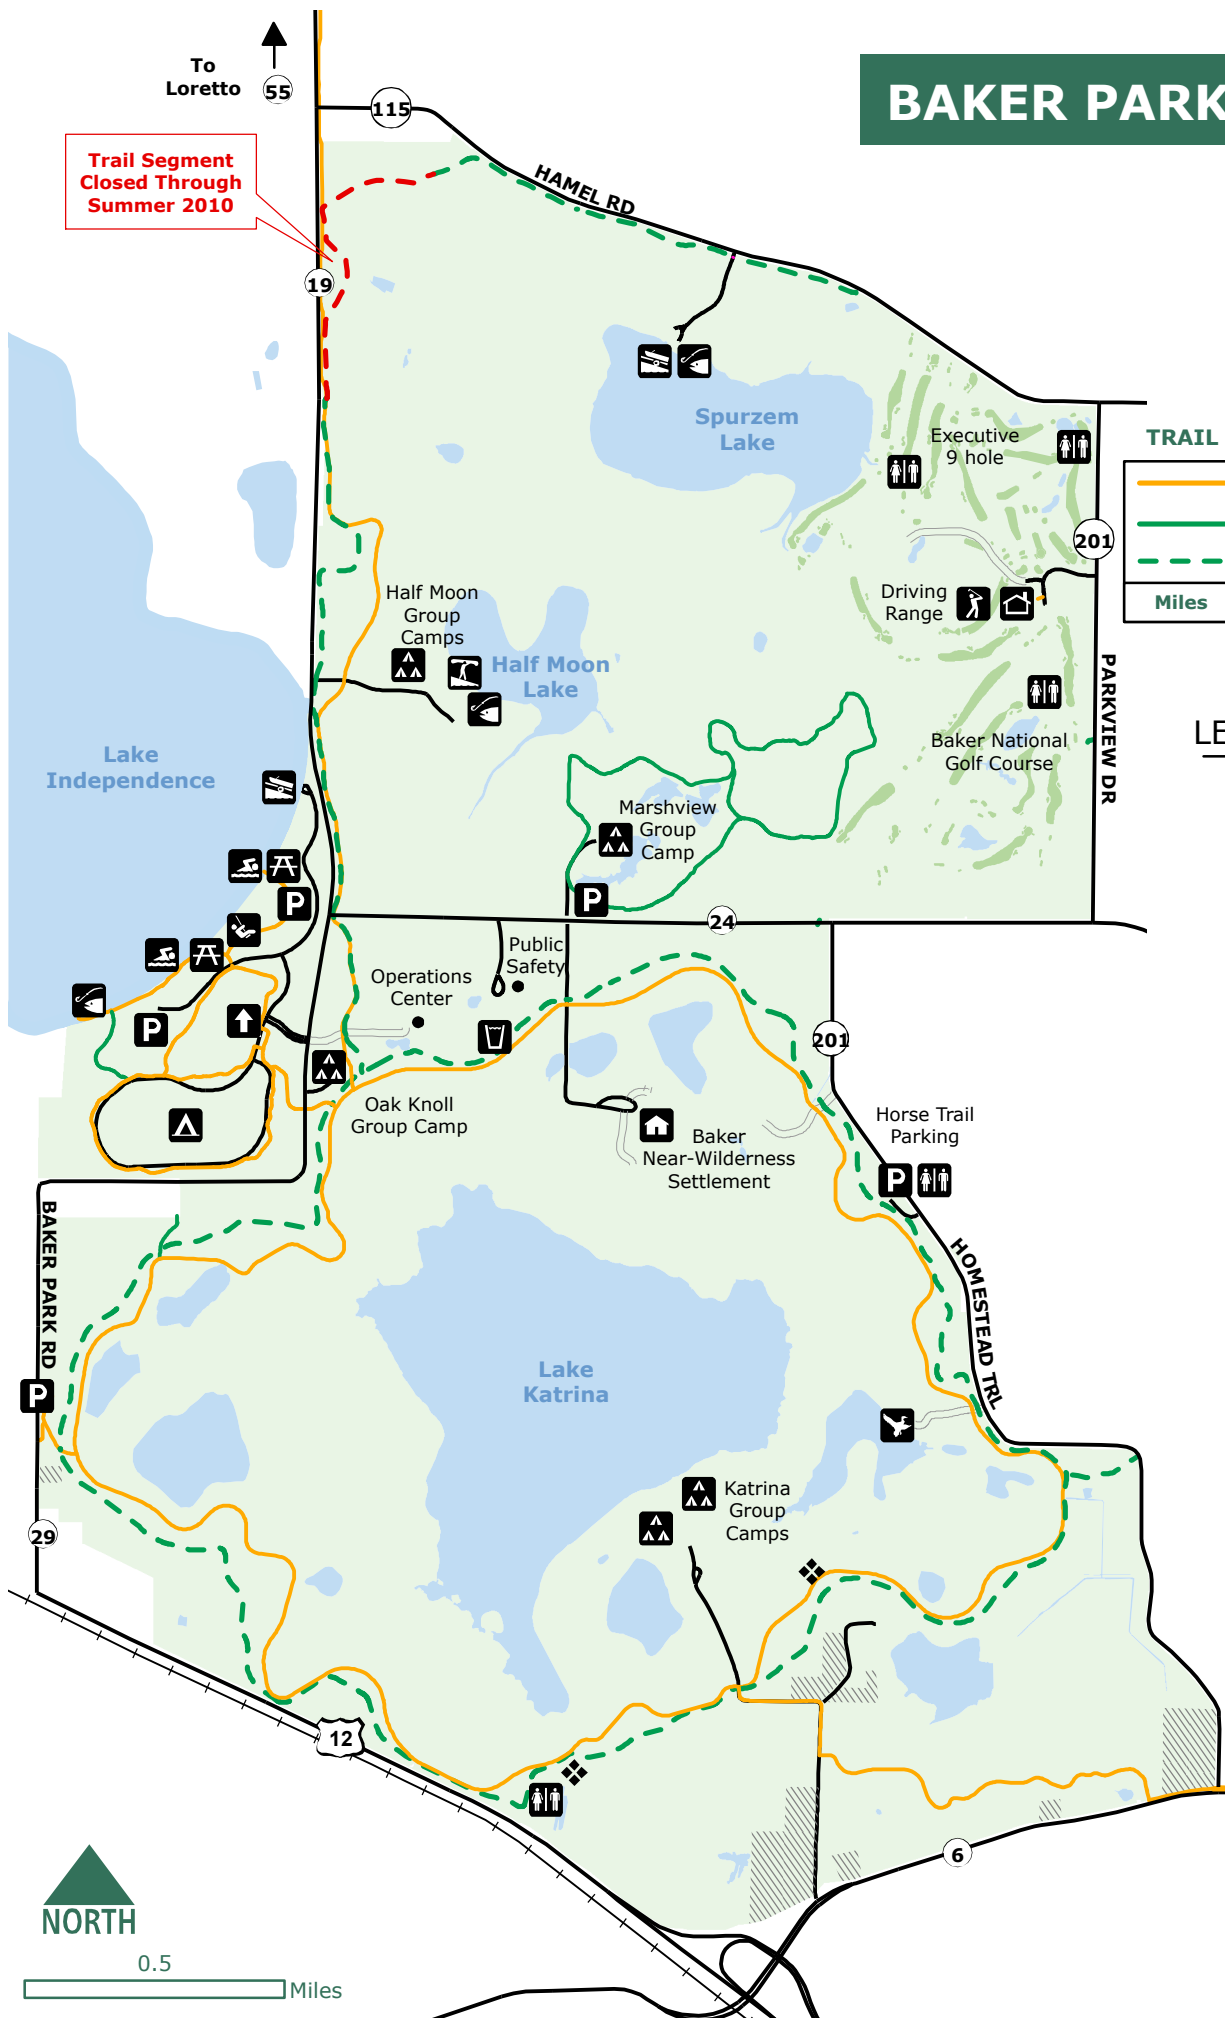 To
Loretto
55
115
BAKER PARK
Trail Segment
Closed Through
Summer 2010
HAMEL RD
19
Spurzem
Lake
Executive
9 hole
TRAIL
201
Miles
Driving
Range
Half Moon
Group
Camps
Half Moon
Lake
PARKVIEW DR
LE
Baker National
Golf Course
Lake
Independence
Marshview
Group
Camp
P
P
24
Public
Safety
Operations
Center
P
201
Oak Knoll
Group Camp
Horse Trail
Parking
Baker
Near-Wilderness
Settlement
P
BAKER PARK RD
HOMESTEAD TRL
Lake
Katrina
P
Katrina
Group
Camps
29
12
6
NORTH
0.5
Miles